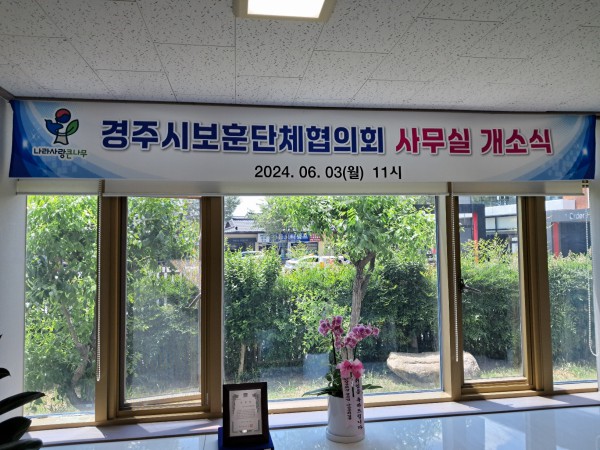 나라사랑큰나무
경주시보훈단체협의회 사무실 개소식
2024. 06. 03(월) 11시